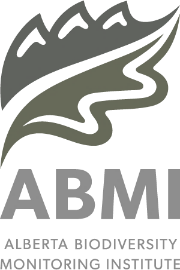 ABMI
ALBERTA BIODIVERSITY
MONITORING INSTITUTE